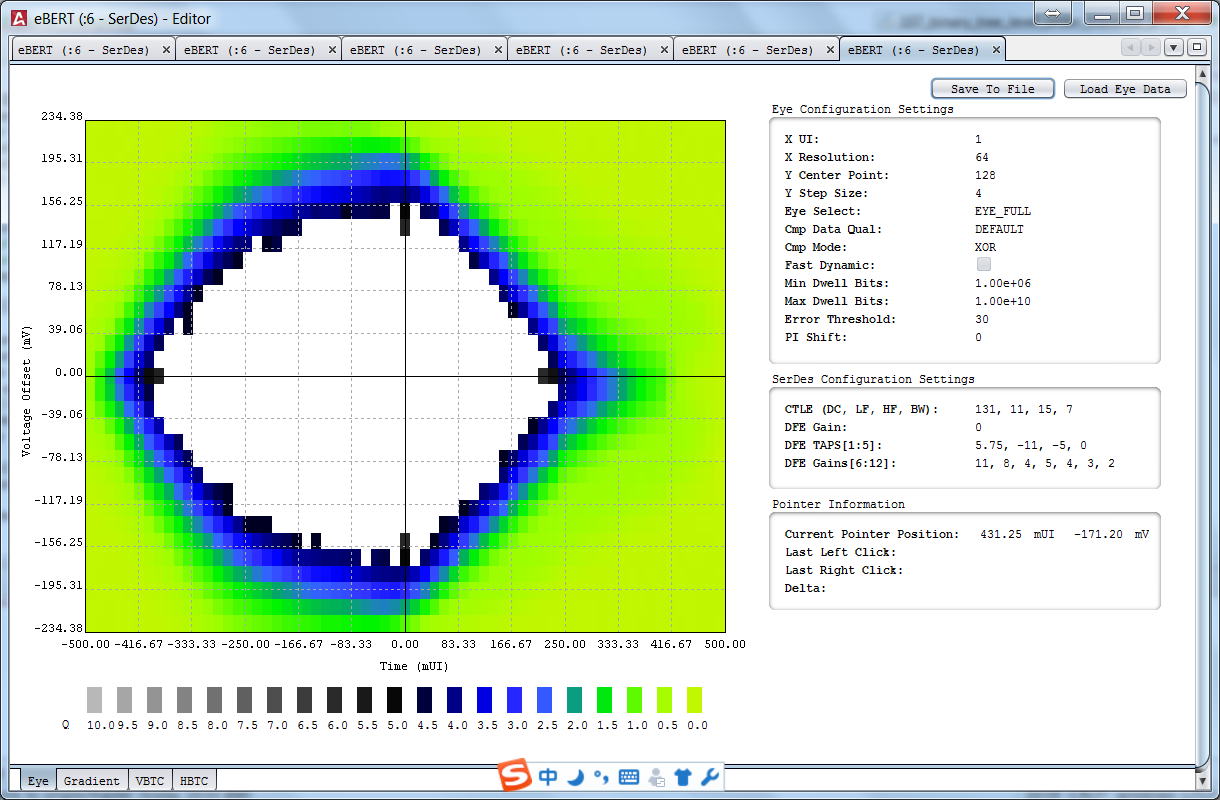 eBERT (:6 - SerDes) - Editor
eBERT (:6 - SerDes) eBERT (:6 - SerDes) eBERT (:6 - SerDes) eBERT (:6 - SerDes) eBERT (:6 - SerDes) eBERT (:6 - SerDes)
Save To File Load Eye Data
Eye Configuration Settings
X UI: 1
X Resolution: 64
Y Center Point: 128
Y Step Size: 4
Eye Select: EYE_FULL
Cmp Data Qual: DEFAULT
Cmp Mode: XOR
Fast Dynamic:
Min Dwell Bits: 1.00e+06
Max Dwell Bits: 1.00e+10
Error Threshold: 30
PI Shift: 0
SerDes Configuration Settings
CTLE (DC, LF, HF, BW): 131, 11, 15, 7
DFE Gain: 0
DFE TAPS[1:5]: 5.75, -11, -5, 0
DFE Gains[6:12]: 11, 8, 4, 5, 4, 3, 2
Pointer Information
Current Pointer Position: 431.25 mUI -171.20 mV
Last Left Click:
Last Right Click:
Delta:
Voltage Offset (mV)
234.38
195.31
156.25
117.19
78.13
39.06
0.00
-39.06
-78.13
-117.19
-156.25
-195.31
-234.38
-500.00 -416.67 -333.33 -250.00 -166.67 -83.33 0.00 83.33 166.67 250.00 333.33 416.67 500.00
Time (mUI)
Q 10.0 9.5 9.0 8.5 8.0 7.5 7.0 6.5 6.0 5.5 5.0 4.5 4.0 3.5 3.0 2.5 2.0 1.5 1.0 0.5 0.0
Eye Gradient VBTC HBTC
S 中